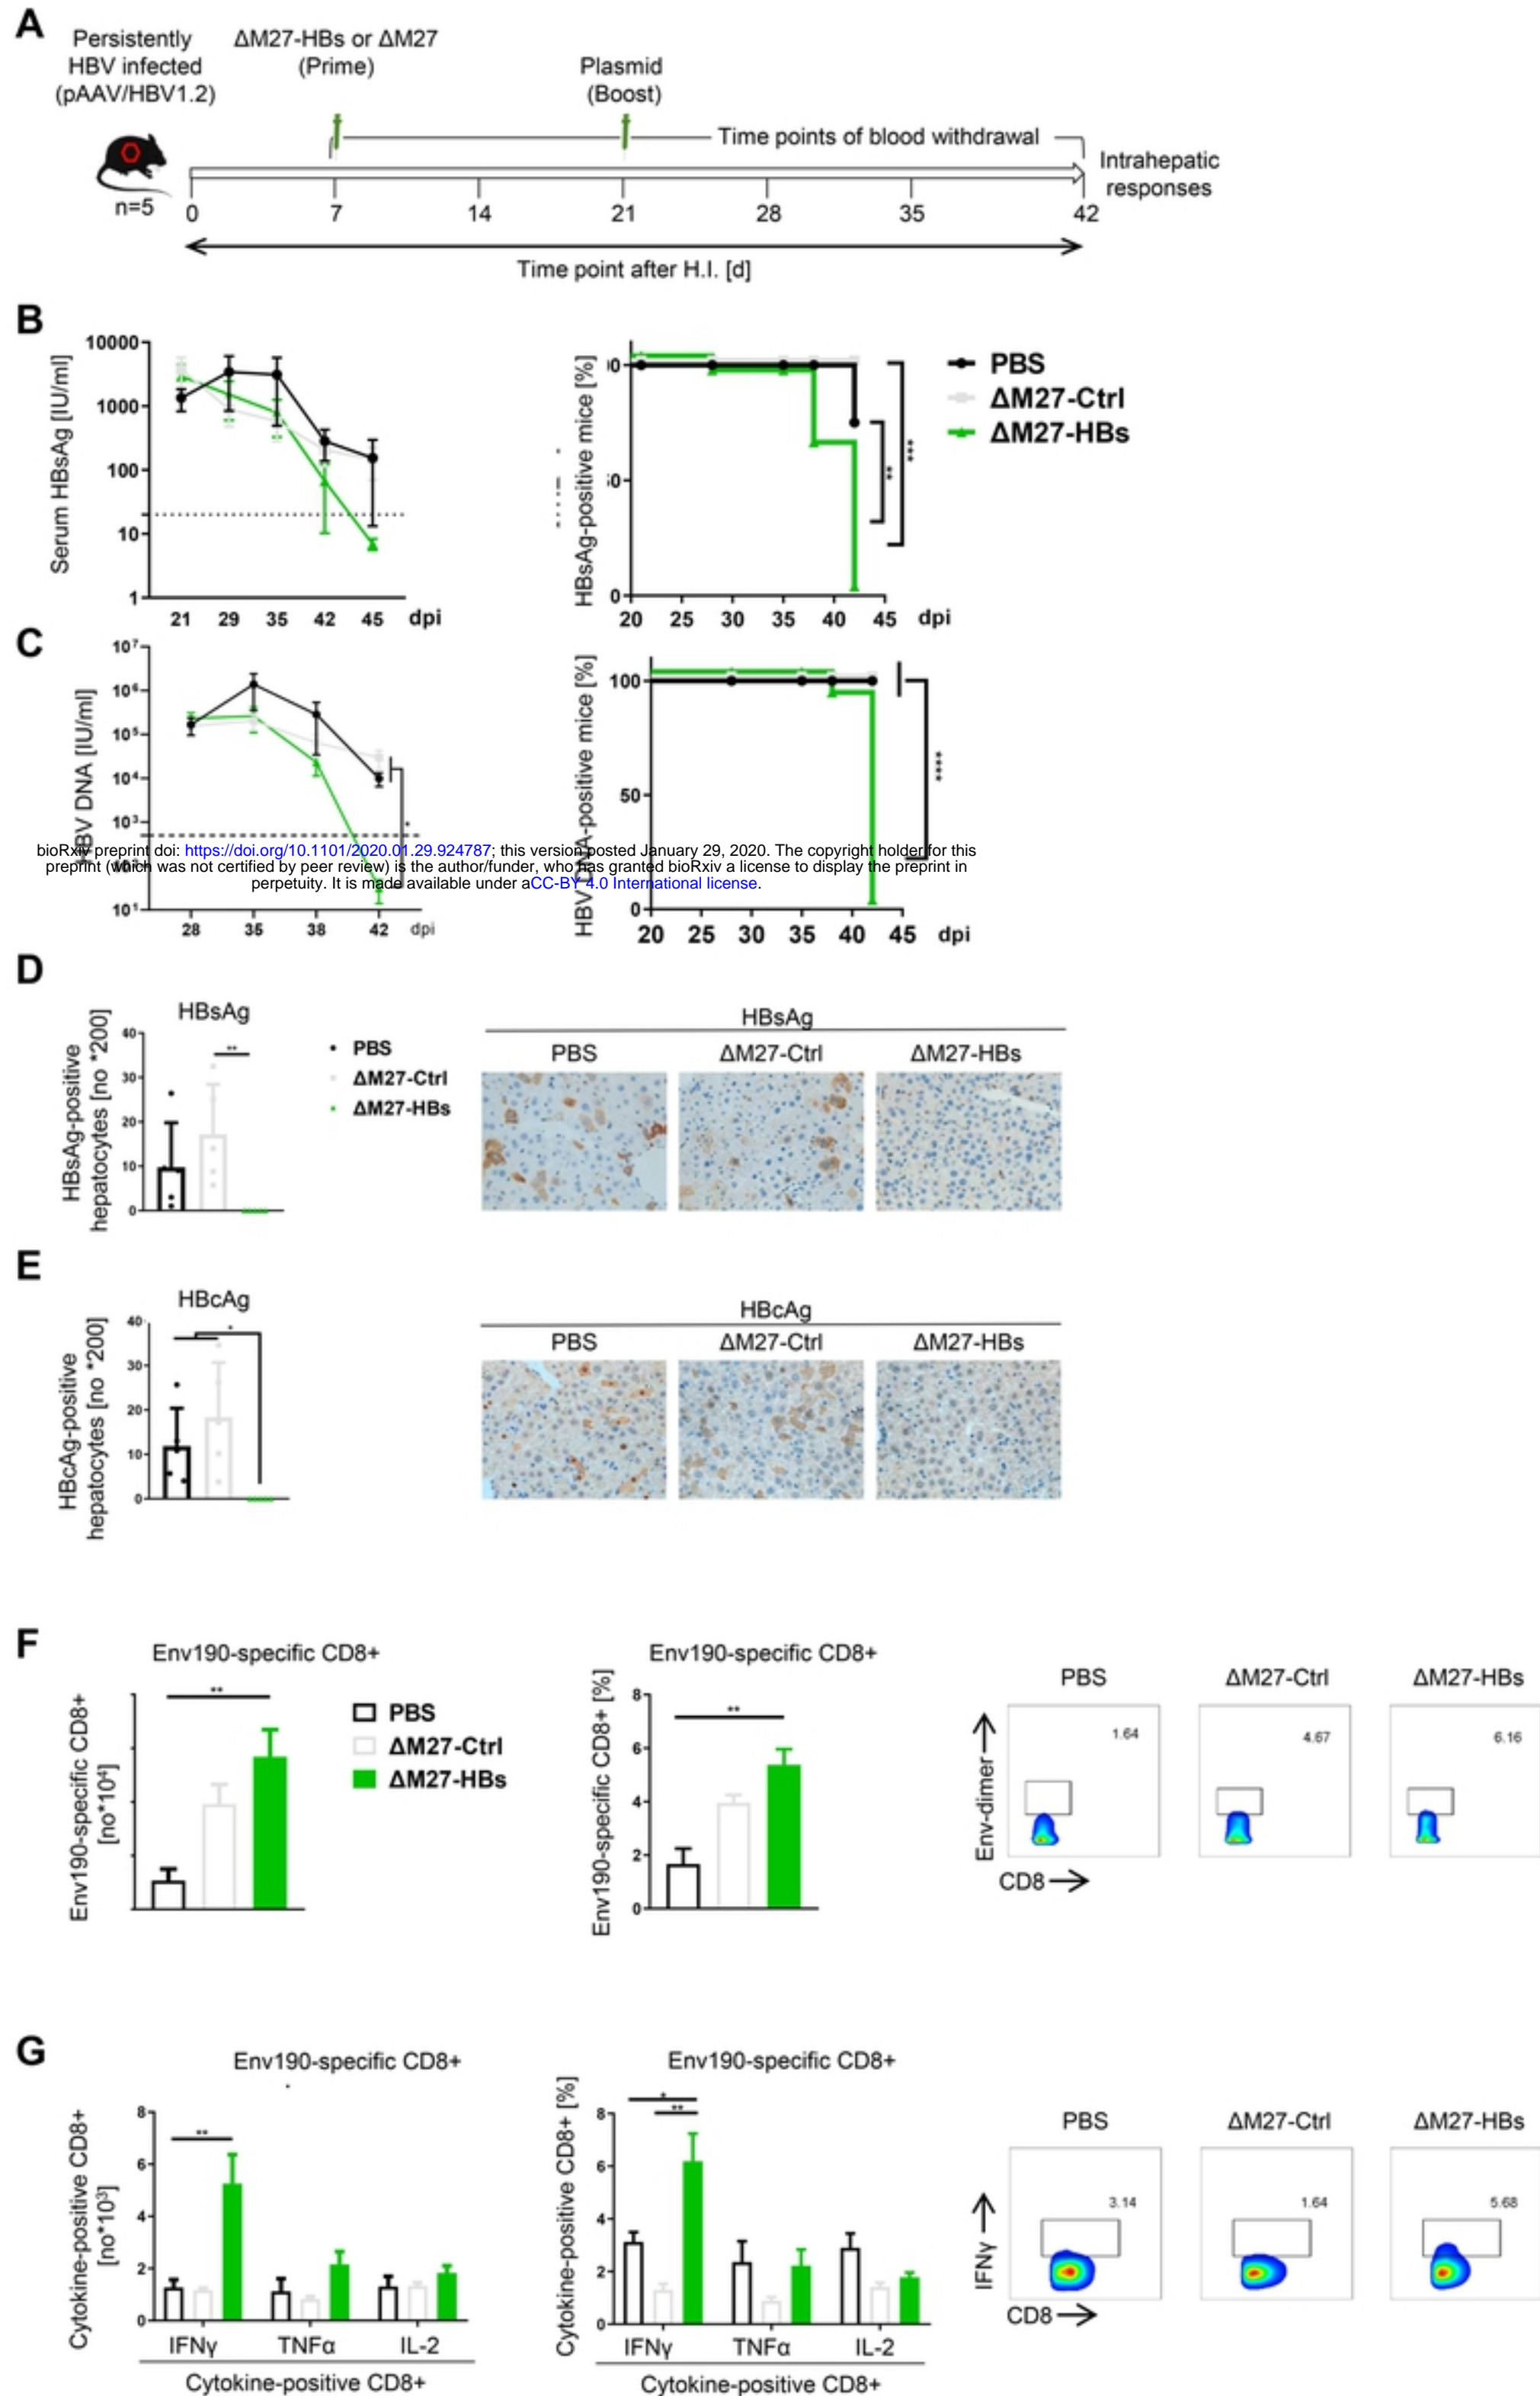 A
Persistently
HBV infected
(pAAV/HBV1.2)
ΔM27-HBs or ΔM27
(Prime)
Plasmid
(Boost)
Time points of blood withdrawal
Intrahepatic
responses
n=5
0 7 14 21 28 35 42
Time point after H.I. [d]
B
Serum HBsAg [IU/ml]
10000
1000
100
10
1
21 29 35 42 45 dpi
HBsAg-positive mice [%]
0
20 25 30 35 40 45 dpi
**
***
PBS
ΔM27-Ctrl
ΔM27-HBs
C
HBV DNA [IU/ml]
10⁷
10⁶
10⁵
10⁴
10³
10¹
28 35 38 42 dpi
*
HBV DNA-positive mice [%]
100
50
0
20 25 30 35 40 45 dpi
****
bioRxiv preprint doi: https://doi.org/10.1101/2020.01.29.924787; this version posted January 29, 2020. The copyright holder for this
preprint (which was not certified by peer review) is the author/funder, who has granted bioRxiv a license to display the preprint in
perpetuity. It is made available under aCC-BY 4.0 International license.
D
HBsAg
HBsAg-positive
hepatocytes [no *200]
40
30
20
10
0
**
PBS
ΔM27-Ctrl
ΔM27-HBs
HBsAg
PBS ΔM27-Ctrl ΔM27-HBs
E
HBcAg
HBcAg-positive
hepatocytes [no *200]
40
30
20
10
0
*
HBcAg
PBS ΔM27-Ctrl ΔM27-HBs
F
Env190-specific CD8+
Env190-specific CD8+
[no*10⁴]
**
PBS
ΔM27-Ctrl
ΔM27-HBs
Env190-specific CD8+
Env190-specific CD8+ [%]
8
6
4
2
0
**
PBS ΔM27-Ctrl ΔM27-HBs
1.64 4.67 6.16
Env-dimer
CD8
G
Env190-specific CD8+
Cytokine-positive CD8+
[no*10³]
8
6
4
2
0
**
IFNγ TNFα IL-2
Cytokine-positive CD8+
Env190-specific CD8+
Cytokine-positive CD8+ [%]
8
6
4
2
0
*
**
IFNγ TNFα IL-2
Cytokine-positive CD8+
PBS ΔM27-Ctrl ΔM27-HBs
3.14 1.64 5.68
IFNγ
CD8